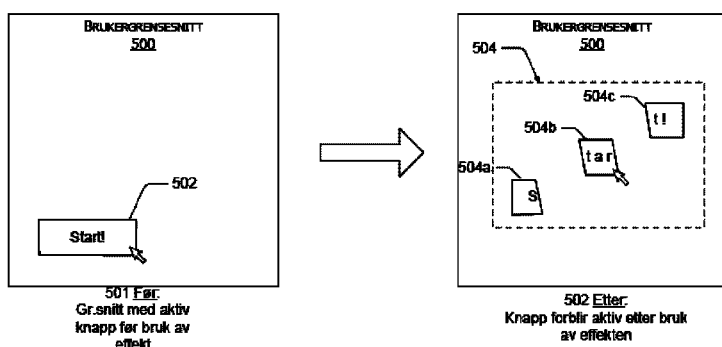 BRUKERGRENSESNITT
500
502
Start!
501 Før:
Gr.snitt med aktiv
knapp før bruk av
effekt
BRUKERGRENSESNITT
500
504
504c
t!
504b
tar
504a
S
502 Etter:
Knapp forblir aktiv etter bruk
av effekten